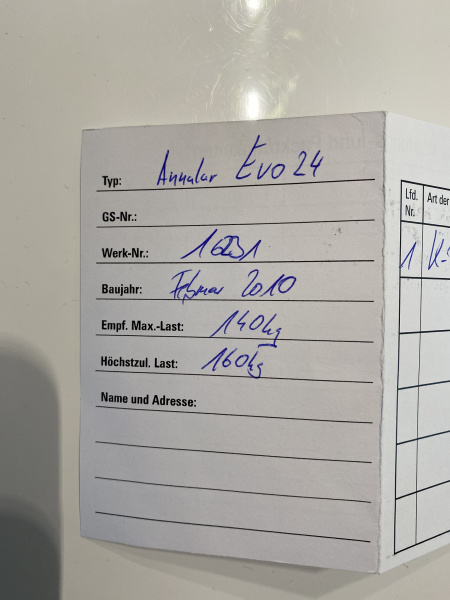 Typ: Annular Evo 24
GS-Nr.:
Werk-Nr.:
Baujahr: Februar 2010
Empf. Max.-Last: 140kg
Höchstzul. Last: 160kg
Name und Adresse:
Lfd. Nr.
Art der
1 K-